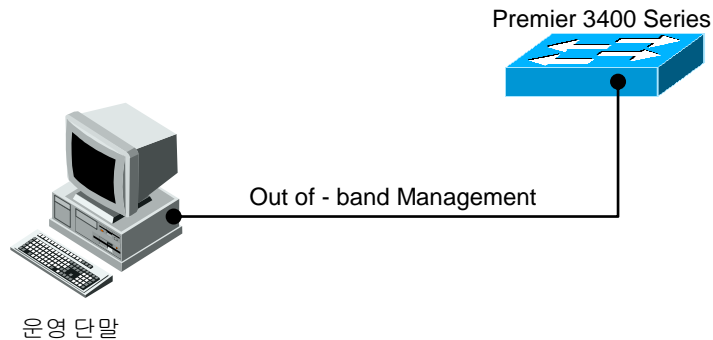 Premier 3400 Series
Out of - band Management
운영 단말